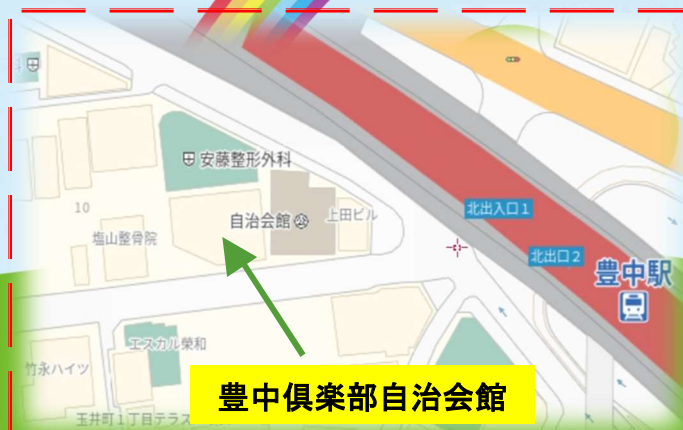 安藤整形外科
10
自治会館
上田ビル
塩山整骨院
北出入口1
北出口2
豊中駅
エスカル栄和
竹永ハイツ
豊中倶楽部自治会館
玉井町1丁目テラス